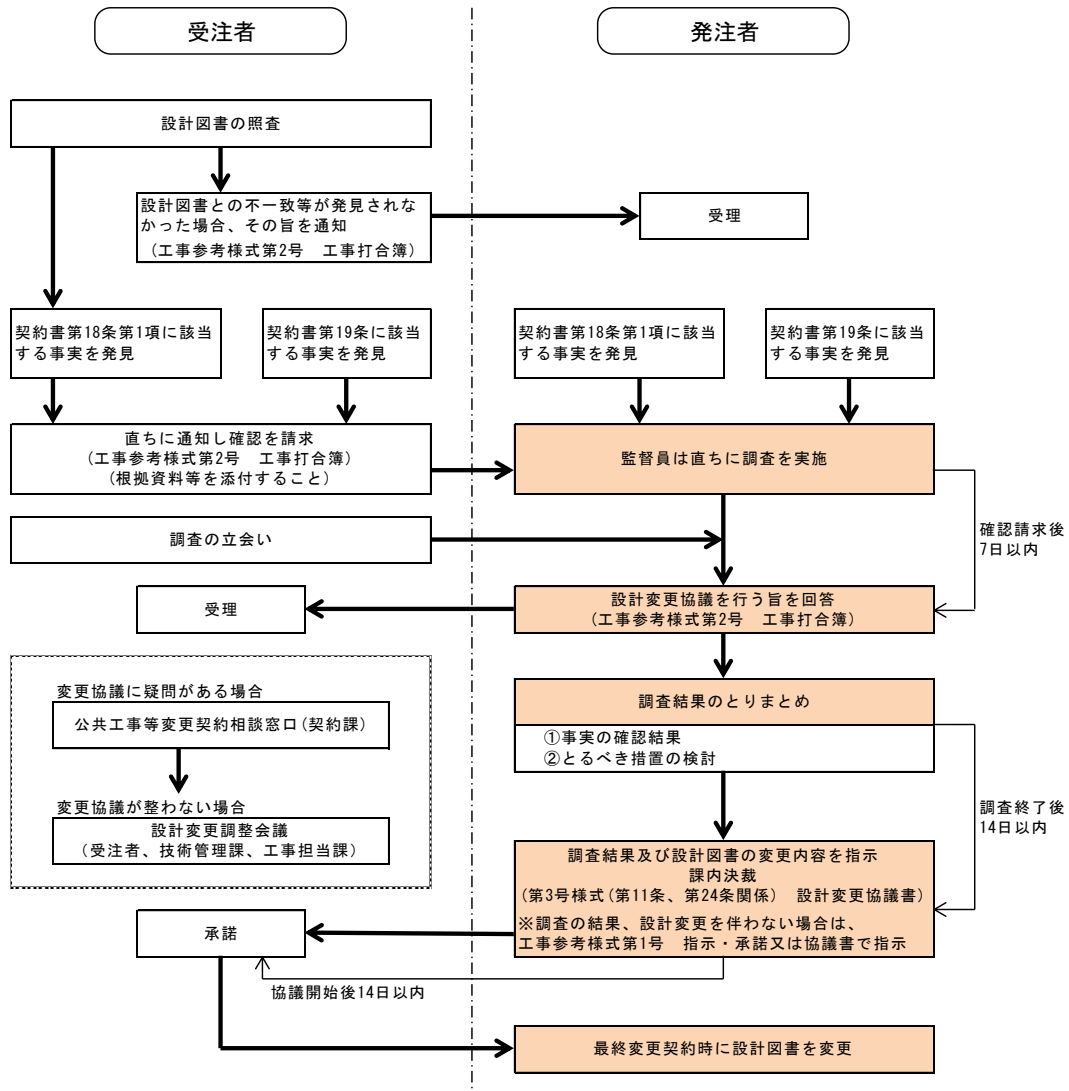 受注者
発注者
設計図書の照査
設計図書との不一致等が発見されな
かった場合、その旨を通知
(工事参考様式第2号　工事打合簿)
受理
契約書第18条第1項に該当
する事実を発見
契約書第19条に該当
する事実を発見
契約書第18条第1項に該当
する事実を発見
契約書第19条に該当
する事実を発見
直ちに通知し確認を請求
(工事参考様式第2号　工事打合簿)
(根拠資料等を添付すること)
監督員は直ちに調査を実施
確認請求後
7日以内
調査の立会い
受理
設計変更協議を行う旨を回答
(工事参考様式第2号　工事打合簿)
変更協議に疑問がある場合
公共工事等変更契約相談窓口(契約課)
変更協議が整わない場合
設計変更調整会議
(受注者、技術管理課、工事担当課)
調査結果のとりまとめ
①事実の確認結果
②とるべき措置の検討
調査終了後
14日以内
調査結果及び設計図書の変更内容を指示
課内決裁
(第3号様式(第11条、第24条関係)　設計変更協議書)
※調査の結果、設計変更を伴わない場合は、
工事参考様式第1号　指示・承諾又は協議書で指示
承諾
協議開始後14日以内
最終変更契約時に設計図書を変更